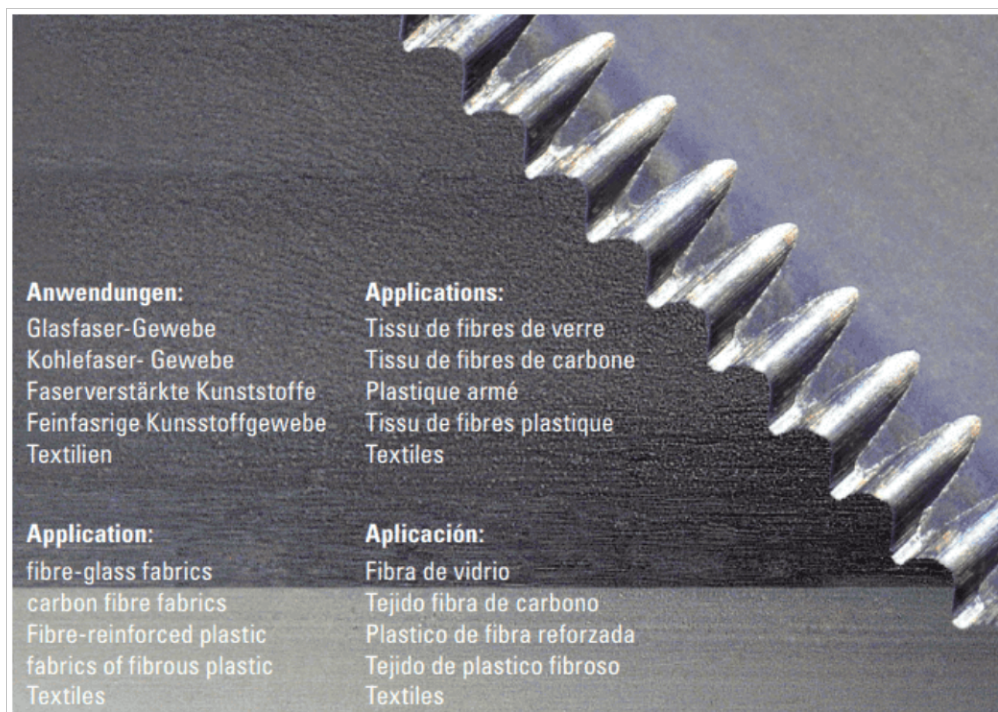 Anwendungen:
Glasfaser-Gewebe
Kohlefaser- Gewebe
Faserverstärkte Kunststoffe
Feinfasrige Kunsstoffgewebe
Textilien
Applications:
Tissu de fibres de verre
Tissu de fibres de carbone
Plastique armé
Tissu de fibres plastique
Textiles
Application:
fibre-glass fabrics
carbon fibre fabrics
Fibre-reinforced plastic
fabrics of fibrous plastic
Textiles
Aplicación:
Fibra de vidrio
Tejido fibra de carbono
Plastico de fibra reforzada
Tejido de plastico fibroso
Textiles